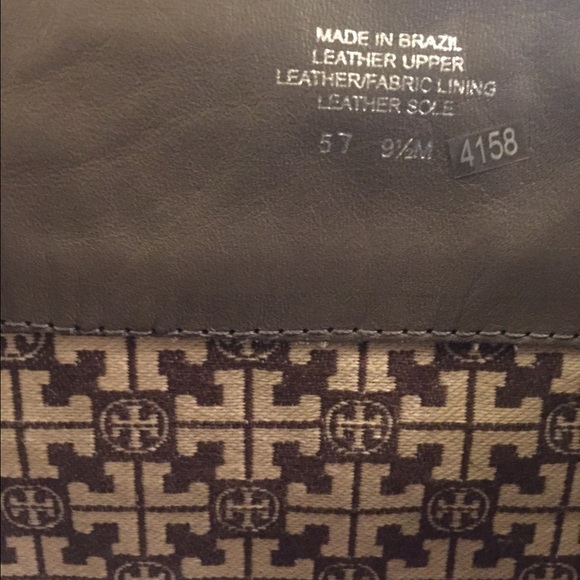 MADE IN BRAZIL
LEATHER UPPER
LEATHER/FABRIC LINING
LEATHER SOLE
57 9½M 4158